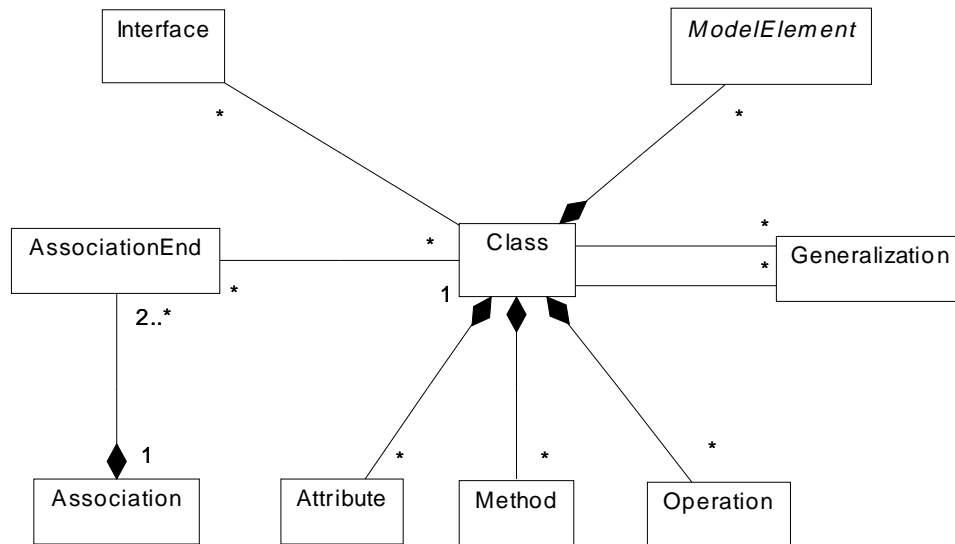 Interface
ModelElement
*
*
AssociationEnd
*
Class
*
Generalization
*
*
1
2..*
1
*
*
*
Association
Attribute
Method
Operation